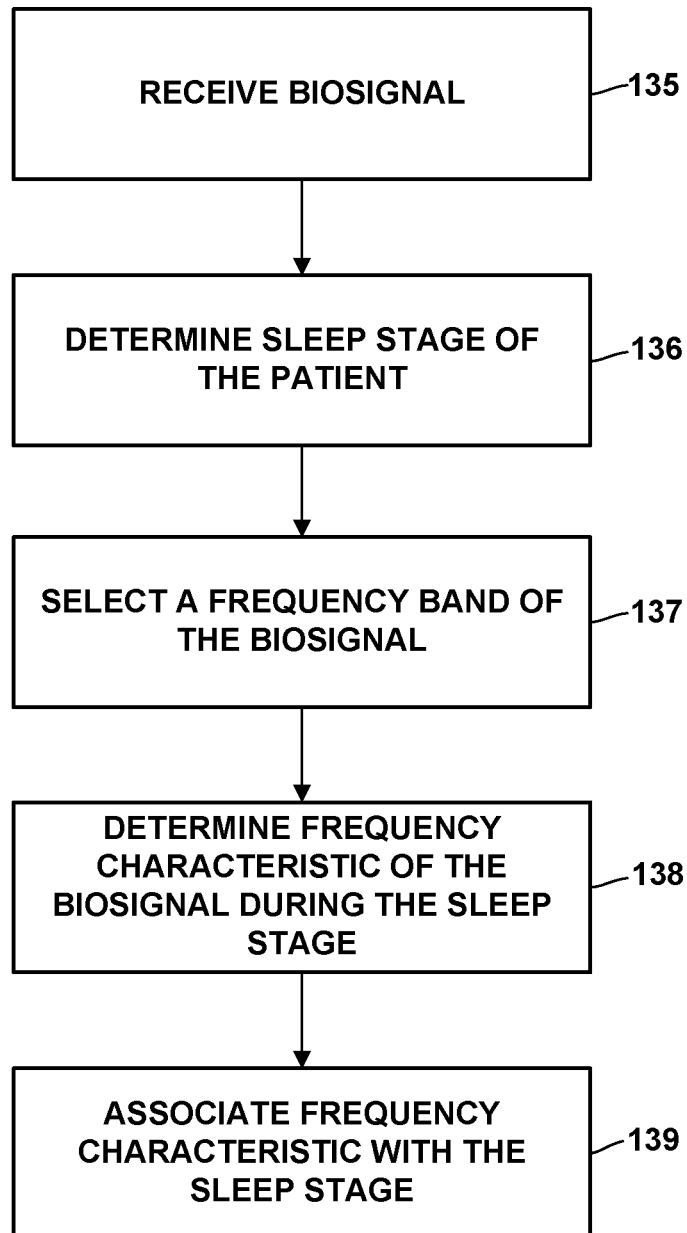 RECEIVE BIOSIGNAL
135
DETERMINE SLEEP STAGE OF
THE PATIENT
136
SELECT A FREQUENCY BAND OF
THE BIOSIGNAL
137
DETERMINE FREQUENCY
CHARACTERISTIC OF THE
BIOSIGNAL DURING THE SLEEP
STAGE
138
ASSOCIATE FREQUENCY
CHARACTERISTIC WITH THE
SLEEP STAGE
139